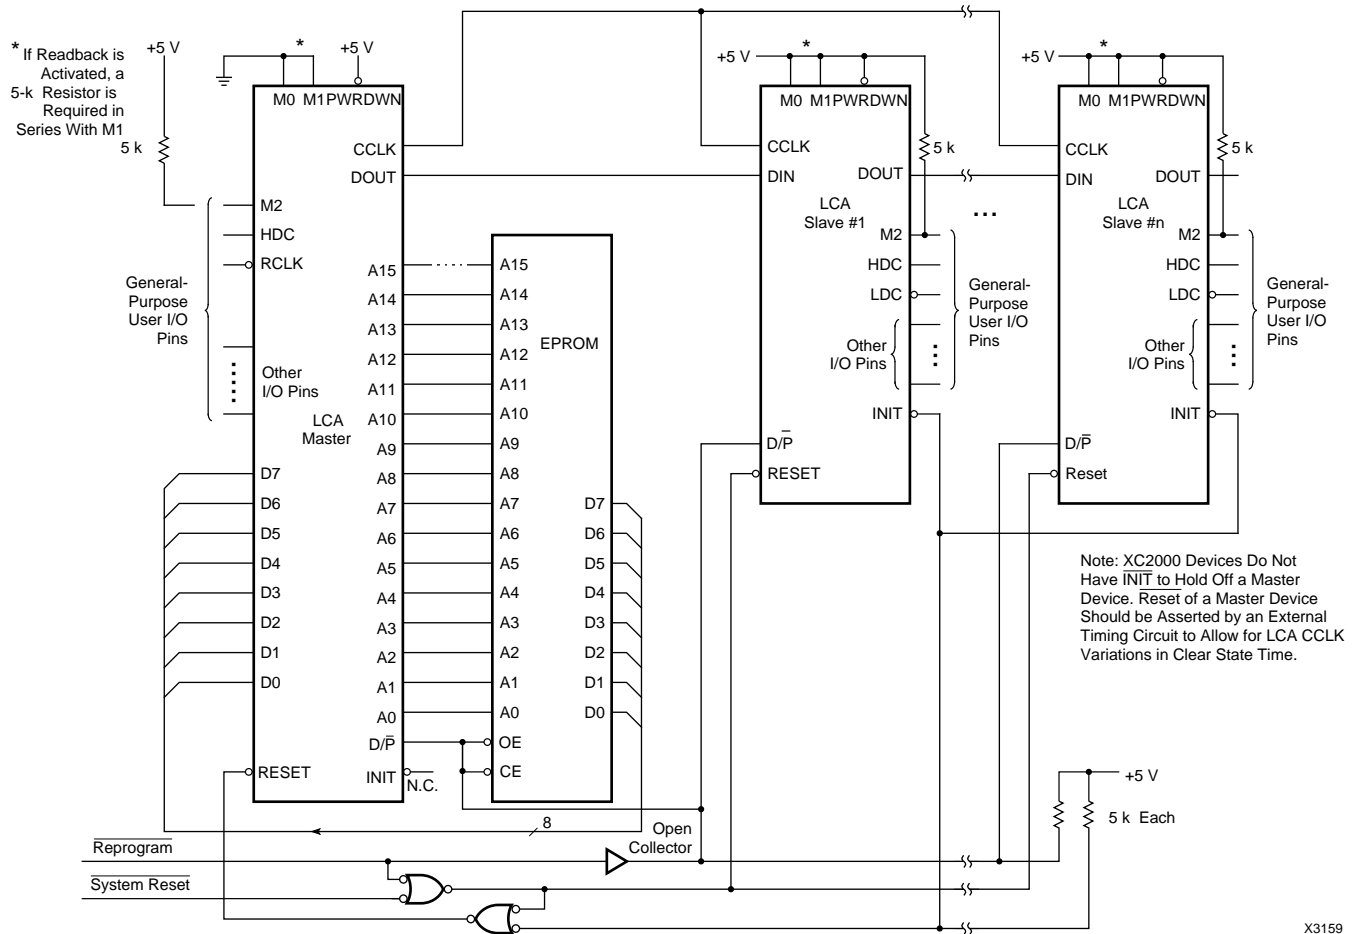 * If Readback is
Activated, a
5-k Resistor is
Required in
Series With M1
+5 V
5 k
*
+5 V
M0 M1 PWRDWN
CCLK
DOUT
M2
HDC
RCLK
General-
Purpose
User I/O
Pins
Other
I/O Pins
LCA
Master
D7
D6
D5
D4
D3
D2
D1
D0
RESET
A15
A14
A13
A12
A11
A10
A9
A8
A7
A6
A5
A4
A3
A2
A1
A0
D/P̅
INIT
N.C.
A15
A14
A13
A12
A11
A10
A9
A8
A7
A6
A5
A4
A3
A2
A1
A0
OE
CE
EPROM
D7
D6
D5
D4
D3
D2
D1
D0
8
+5 V
*
M0 M1 PWRDWN
5 k
CCLK
DIN
DOUT
LCA
Slave #1
M2
HDC
LDC
Other
I/O Pins
General-
Purpose
User I/O
Pins
INIT
D/P̅
RESET
...
+5 V
*
M0 M1 PWRDWN
5 k
CCLK
DIN
DOUT
LCA
Slave #n
M2
HDC
LDC
Other
I/O Pins
General-
Purpose
User I/O
Pins
INIT
D/P̅
Reset
Note: XC2000 Devices Do Not
Have I̅N̅I̅T̅ to Hold Off a Master
Device. R̅e̅s̅e̅t̅ of a Master Device
Should be Asserted by an External
Timing Circuit to Allow for LCA CCLK
Variations in Clear State Time.
+5 V
5 k Each
Open
Collector
R̅e̅p̅r̅o̅g̅r̅a̅m̅
S̅y̅s̅t̅e̅m̅ R̅e̅s̅e̅t̅
X3159